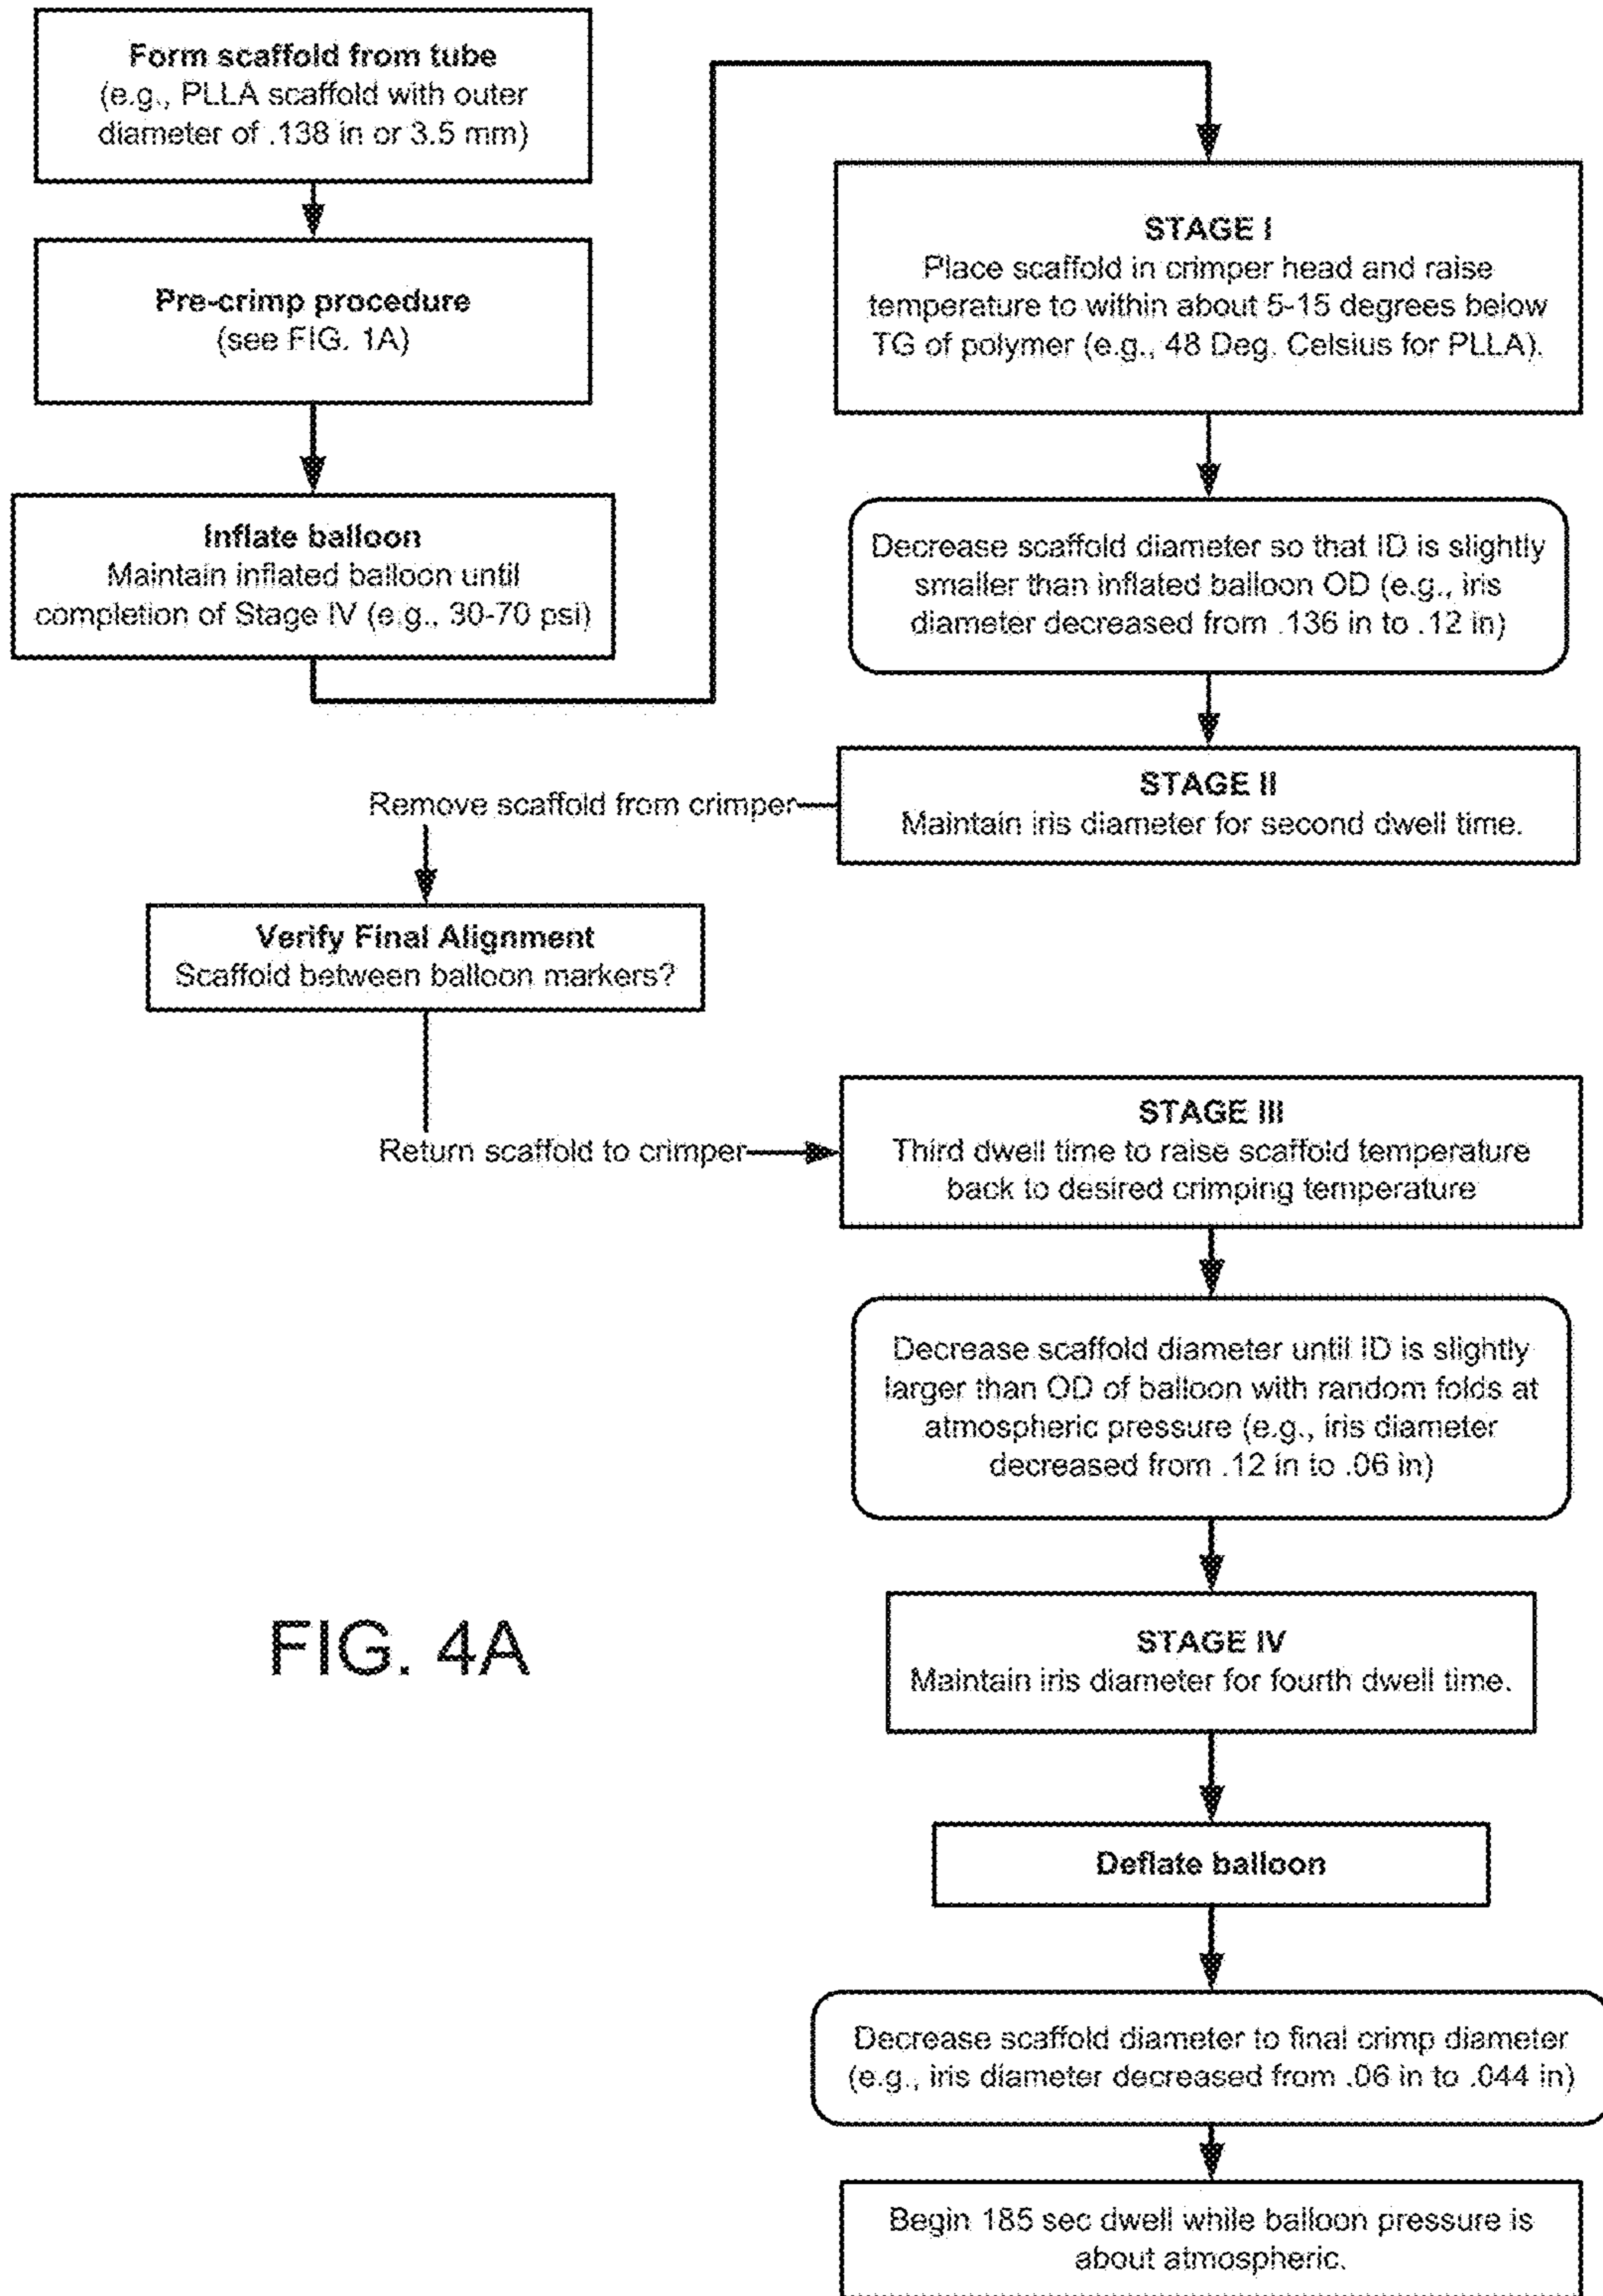 Form scaffold from tube
(e.g., PLLA scaffold with outer
diameter of .138 in or 3.5 mm)
Pre-crimp procedure
(see FIG. 1A)
Inflate balloon
Maintain inflated balloon until
completion of Stage IV (e.g., 30-70 psi)
STAGE I
Place scaffold in crimper head and raise
temperature to within about 5-15 degrees below
TG of polymer (e.g., 48 Deg. Celsius for PLLA).
Decrease scaffold diameter so that ID is slightly
smaller than inflated balloon OD (e.g., iris
diameter decreased from .136 in to .12 in)
STAGE II
Maintain iris diameter for second dwell time.
Remove scaffold from crimper
Verify Final Alignment
Scaffold between balloon markers?
Return scaffold to crimper
STAGE III
Third dwell time to raise scaffold temperature
back to desired crimping temperature
Decrease scaffold diameter until ID is slightly
larger than OD of balloon with random folds at
atmospheric pressure (e.g., iris diameter
decreased from .12 in to .06 in)
STAGE IV
Maintain iris diameter for fourth dwell time.
Deflate balloon
Decrease scaffold diameter to final crimp diameter
(e.g., iris diameter decreased from .06 in to .044 in)
Begin 185 sec dwell while balloon pressure is
about atmospheric.
FIG. 4A